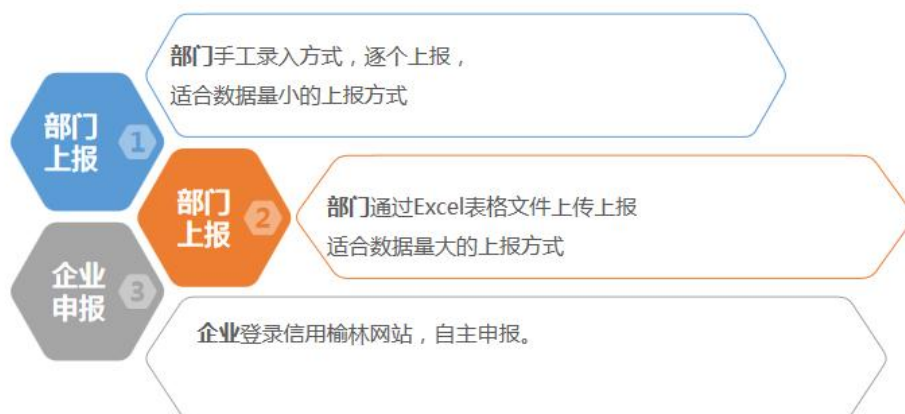 部门手工录入方式，逐个上报，
适合数据量小的上报方式
部门
上报
1
部门
上报
2
部门通过Excel表格文件上传上报
适合数据量大的上报方式
企业
申报
3
企业登录信用榆林网站，自主申报。